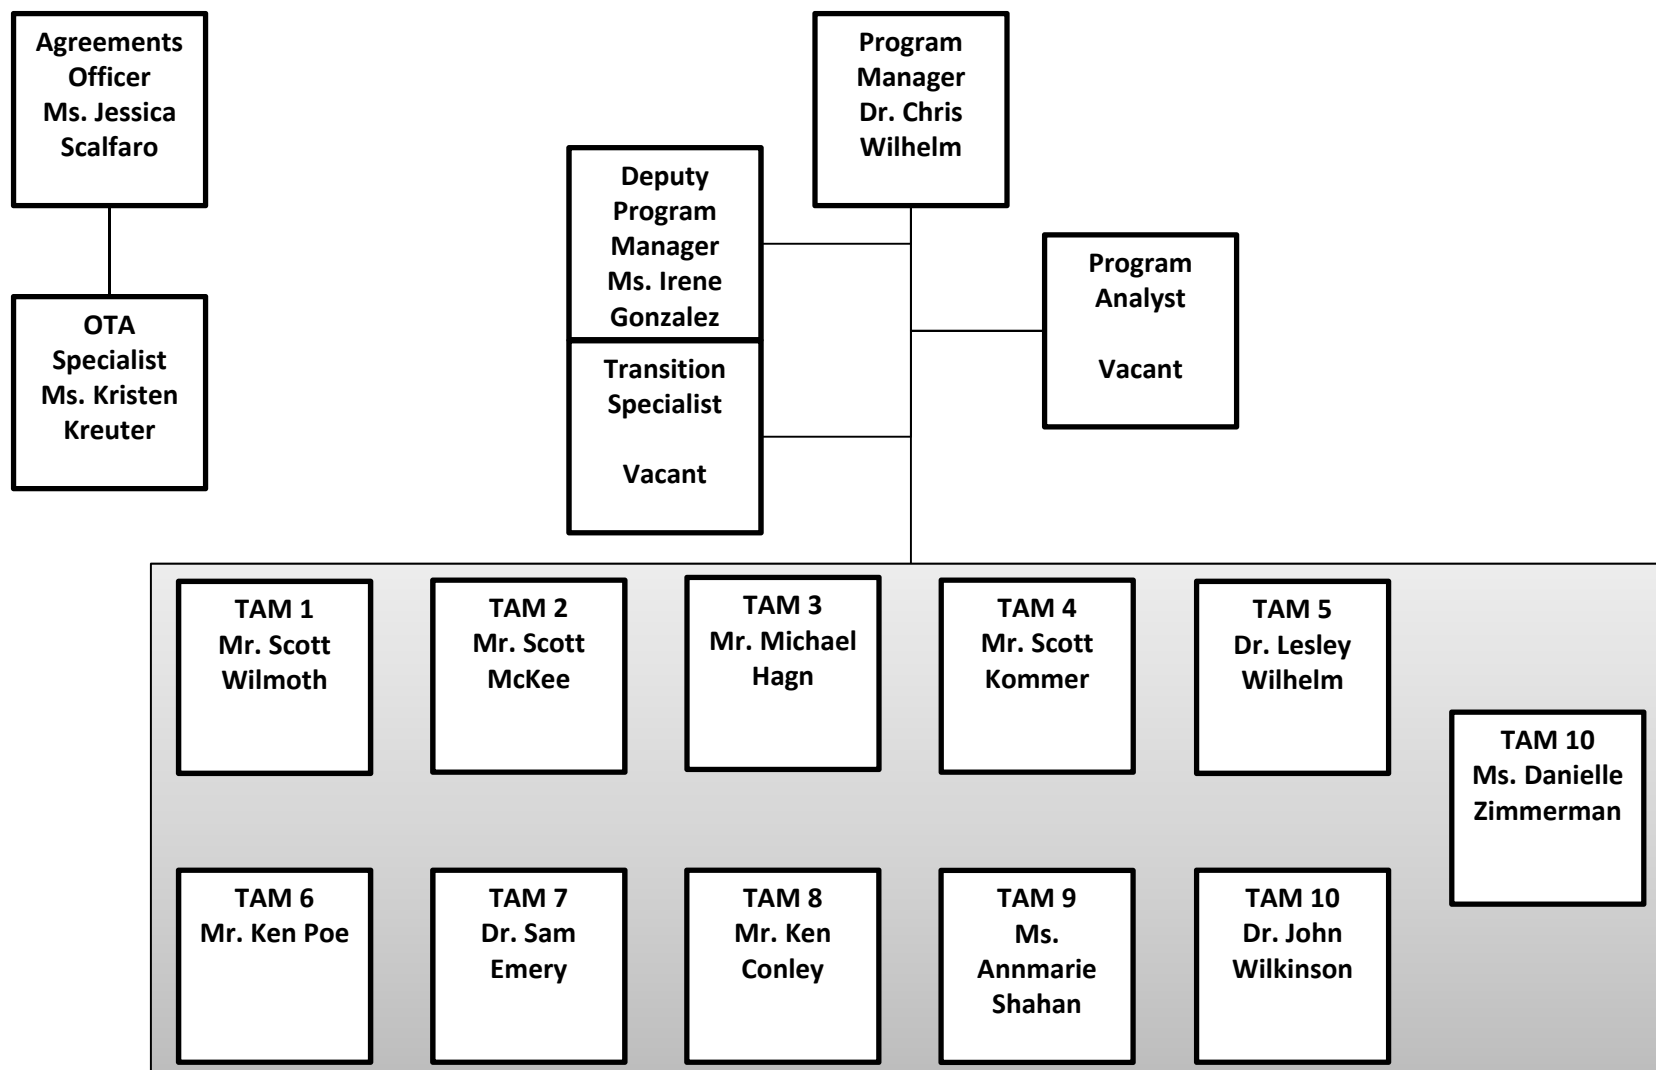 Agreements
Officer
Ms. Jessica
Scalfaro
Program
Manager
Dr. Chris
Wilhelm
Deputy
Program
Manager
Ms. Irene
Gonzalez
Program
Analyst
Vacant
OTA
Specialist
Ms. Kristen
Kreuter
Transition
Specialist
Vacant
TAM 1
Mr. Scott
Wilmoth
TAM 2
Mr. Scott
McKee
TAM 3
Mr. Michael
Hagn
TAM 4
Mr. Scott
Kommer
TAM 5
Dr. Lesley
Wilhelm
TAM 10
Ms. Danielle
Zimmerman
TAM 6
Mr. Ken Poe
TAM 7
Dr. Sam
Emery
TAM 8
Mr. Ken
Conley
TAM 9
Ms.
Annmarie
Shahan
TAM 10
Dr. John
Wilkinson